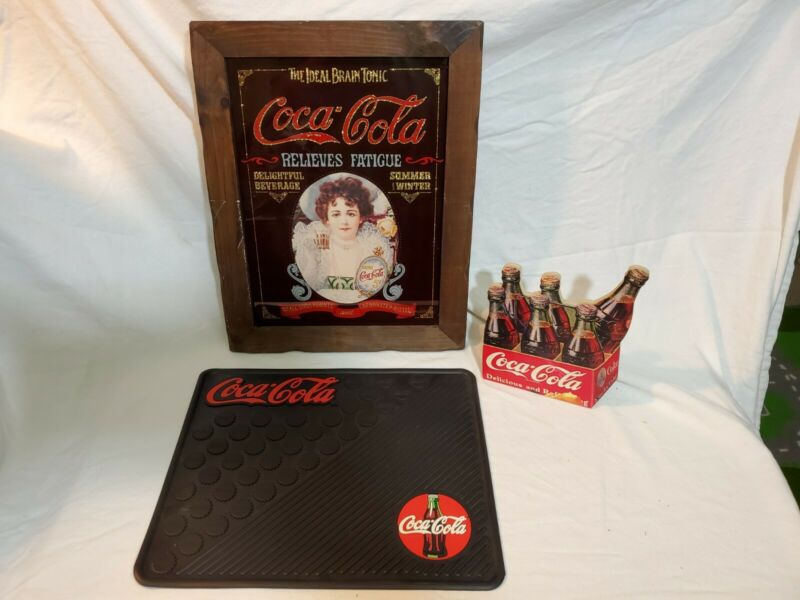 THE IDEAL BRAIN TONIC
Coca-Cola
RELIEVES FATIGUE
DELIGHTFUL BEVERAGE
SUMMER WINTER
Coca-Cola
Coca-Cola
Delicious and
Coca-Cola
Coca-Cola